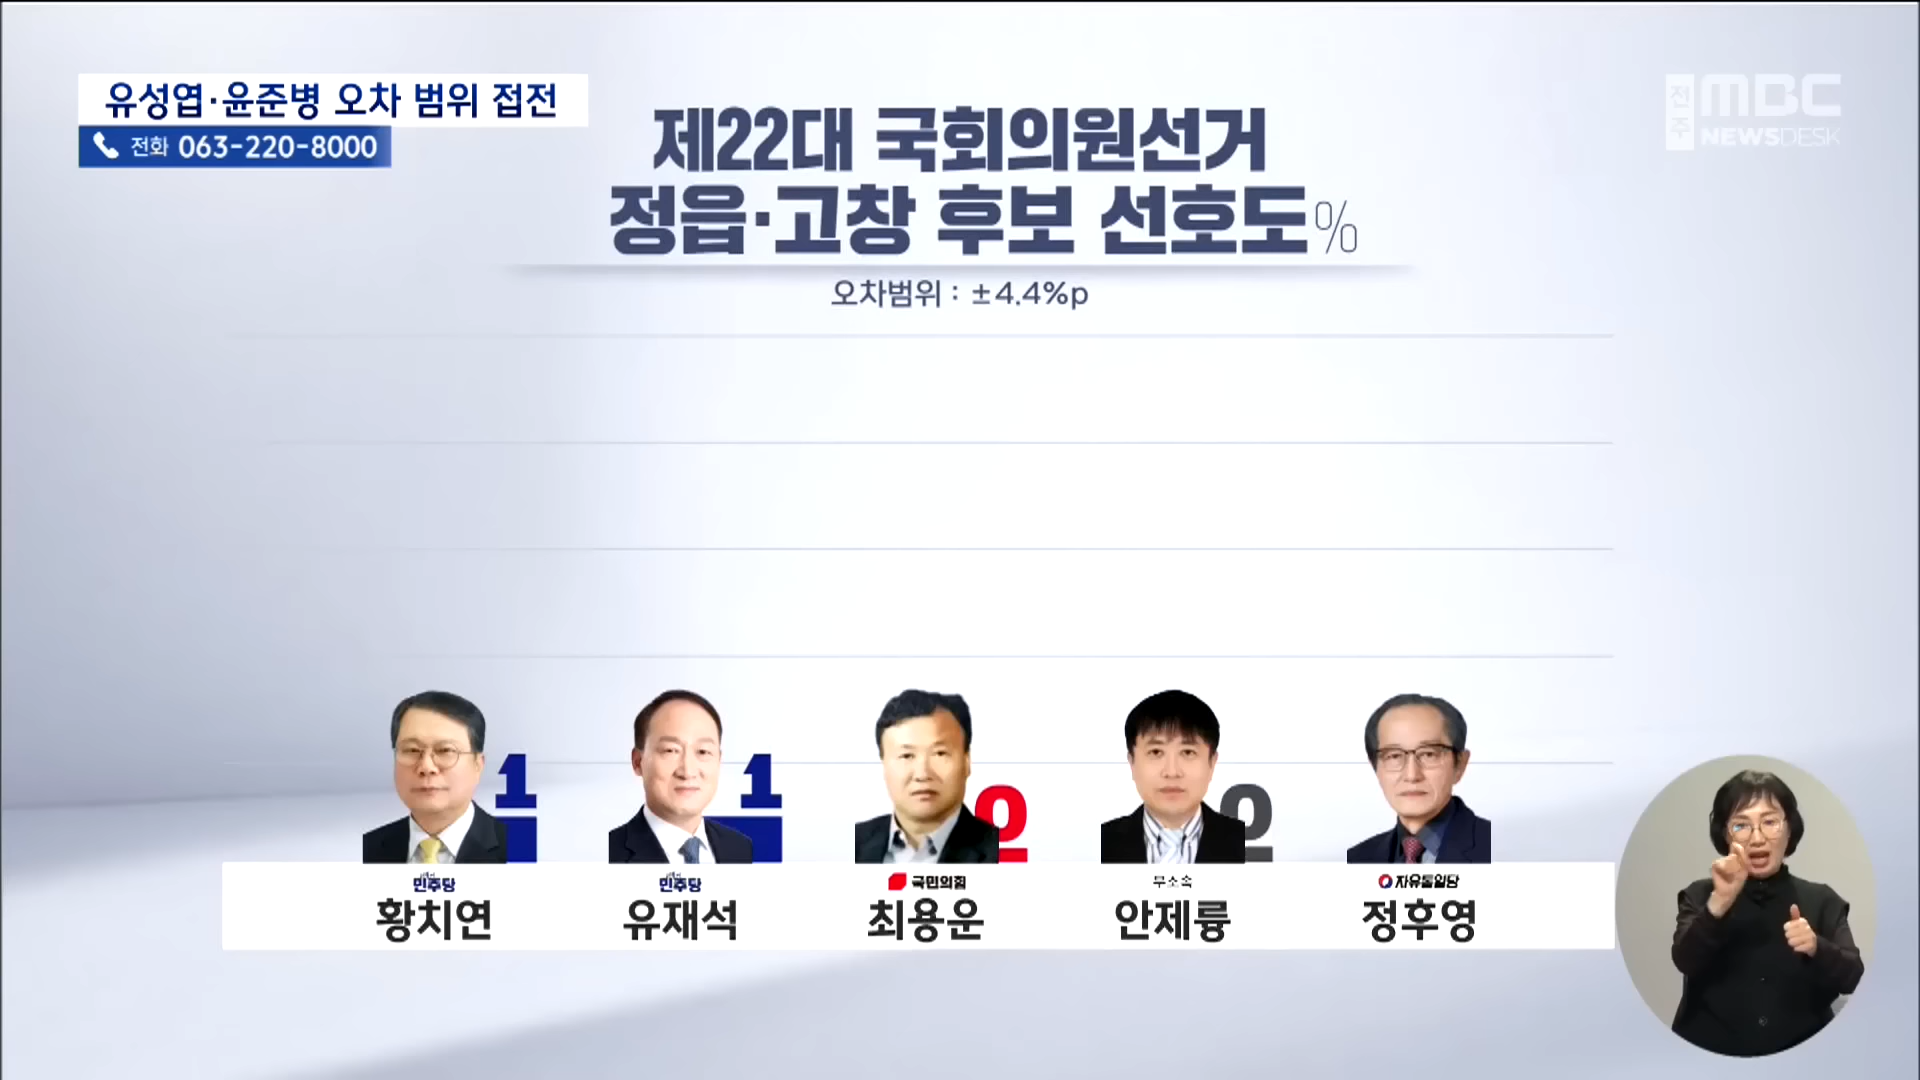 유성엽·윤준병 오차 범위 접전
전화 063-220-8000
전주 MBC
NEWSDESK
제22대 국회의원선거
정읍·고창 후보 선호도%
오차범위 : ±4.4%p
1 1
민주당 민주당 국민의힘 무소속 자유통일당
황치연 유재석 최용운 안제륭 정후영